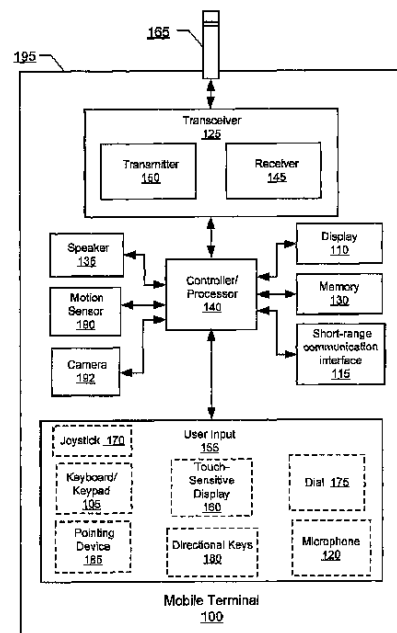 165
195
Transceiver
125
Transmitter
150
Receiver
145
Speaker
135
Display
110
Controller/
Processor
140
Motion
Sensor
190
Memory
130
Camera
192
Short-range
communication
interface
115
Joystick 170
User Input
155
Keyboard/
Keypad
105
Touch-
Sensitive
Display
160
Dial 175
Pointing
Device
185
Directional Keys
180
Microphone
120
Mobile Terminal
100